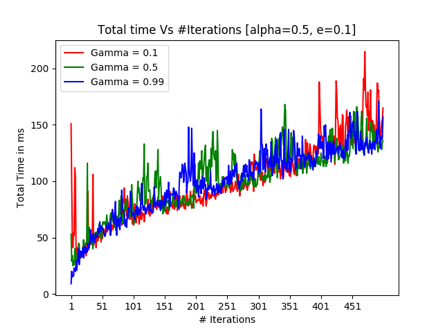 Total time Vs #Iterations [alpha=0.5, e=0.1]
Gamma = 0.1
Gamma = 0.5
Gamma = 0.99
Total Time in ms
200
150
100
50
0
1 51 101 151 201 251 301 351 401 451
# Iterations